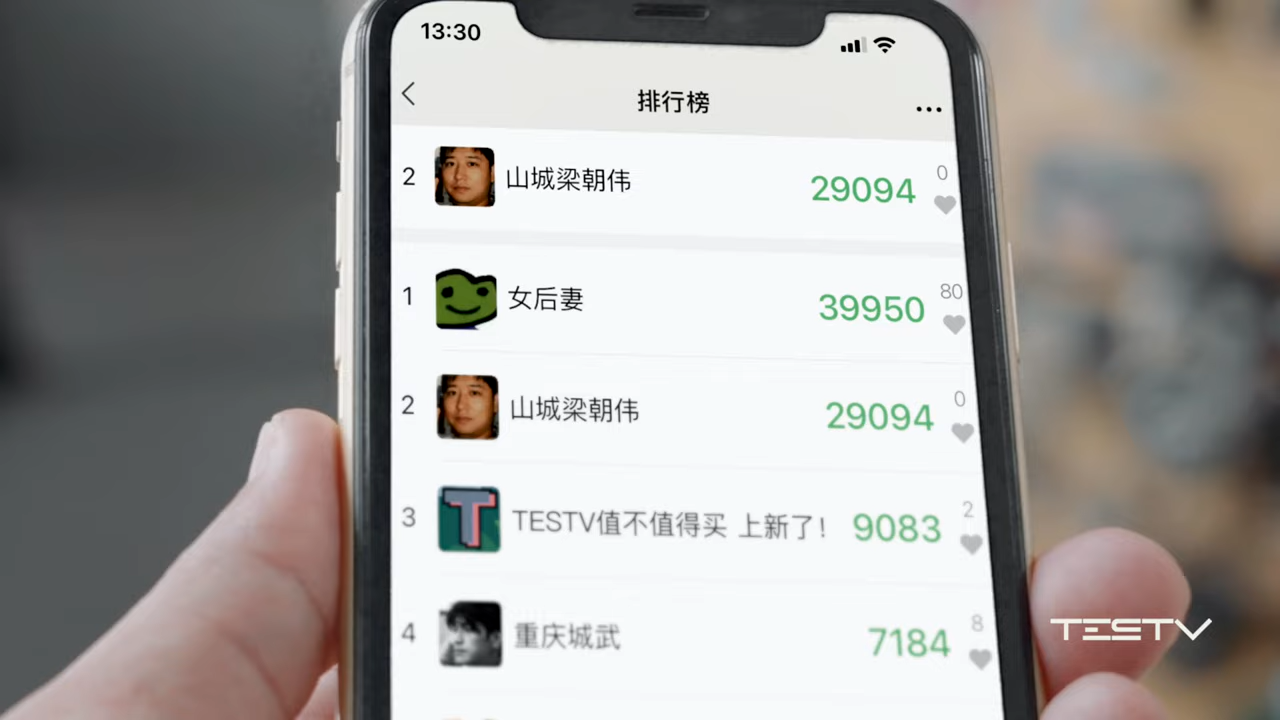 13:30
排行榜
2 山城梁朝伟 29094 0
1 女后妻 39950 80
2 山城梁朝伟 29094 0
3 TESTV值不值得买 上新了! 9083 2
4 重庆城武 7184 8
TESTV